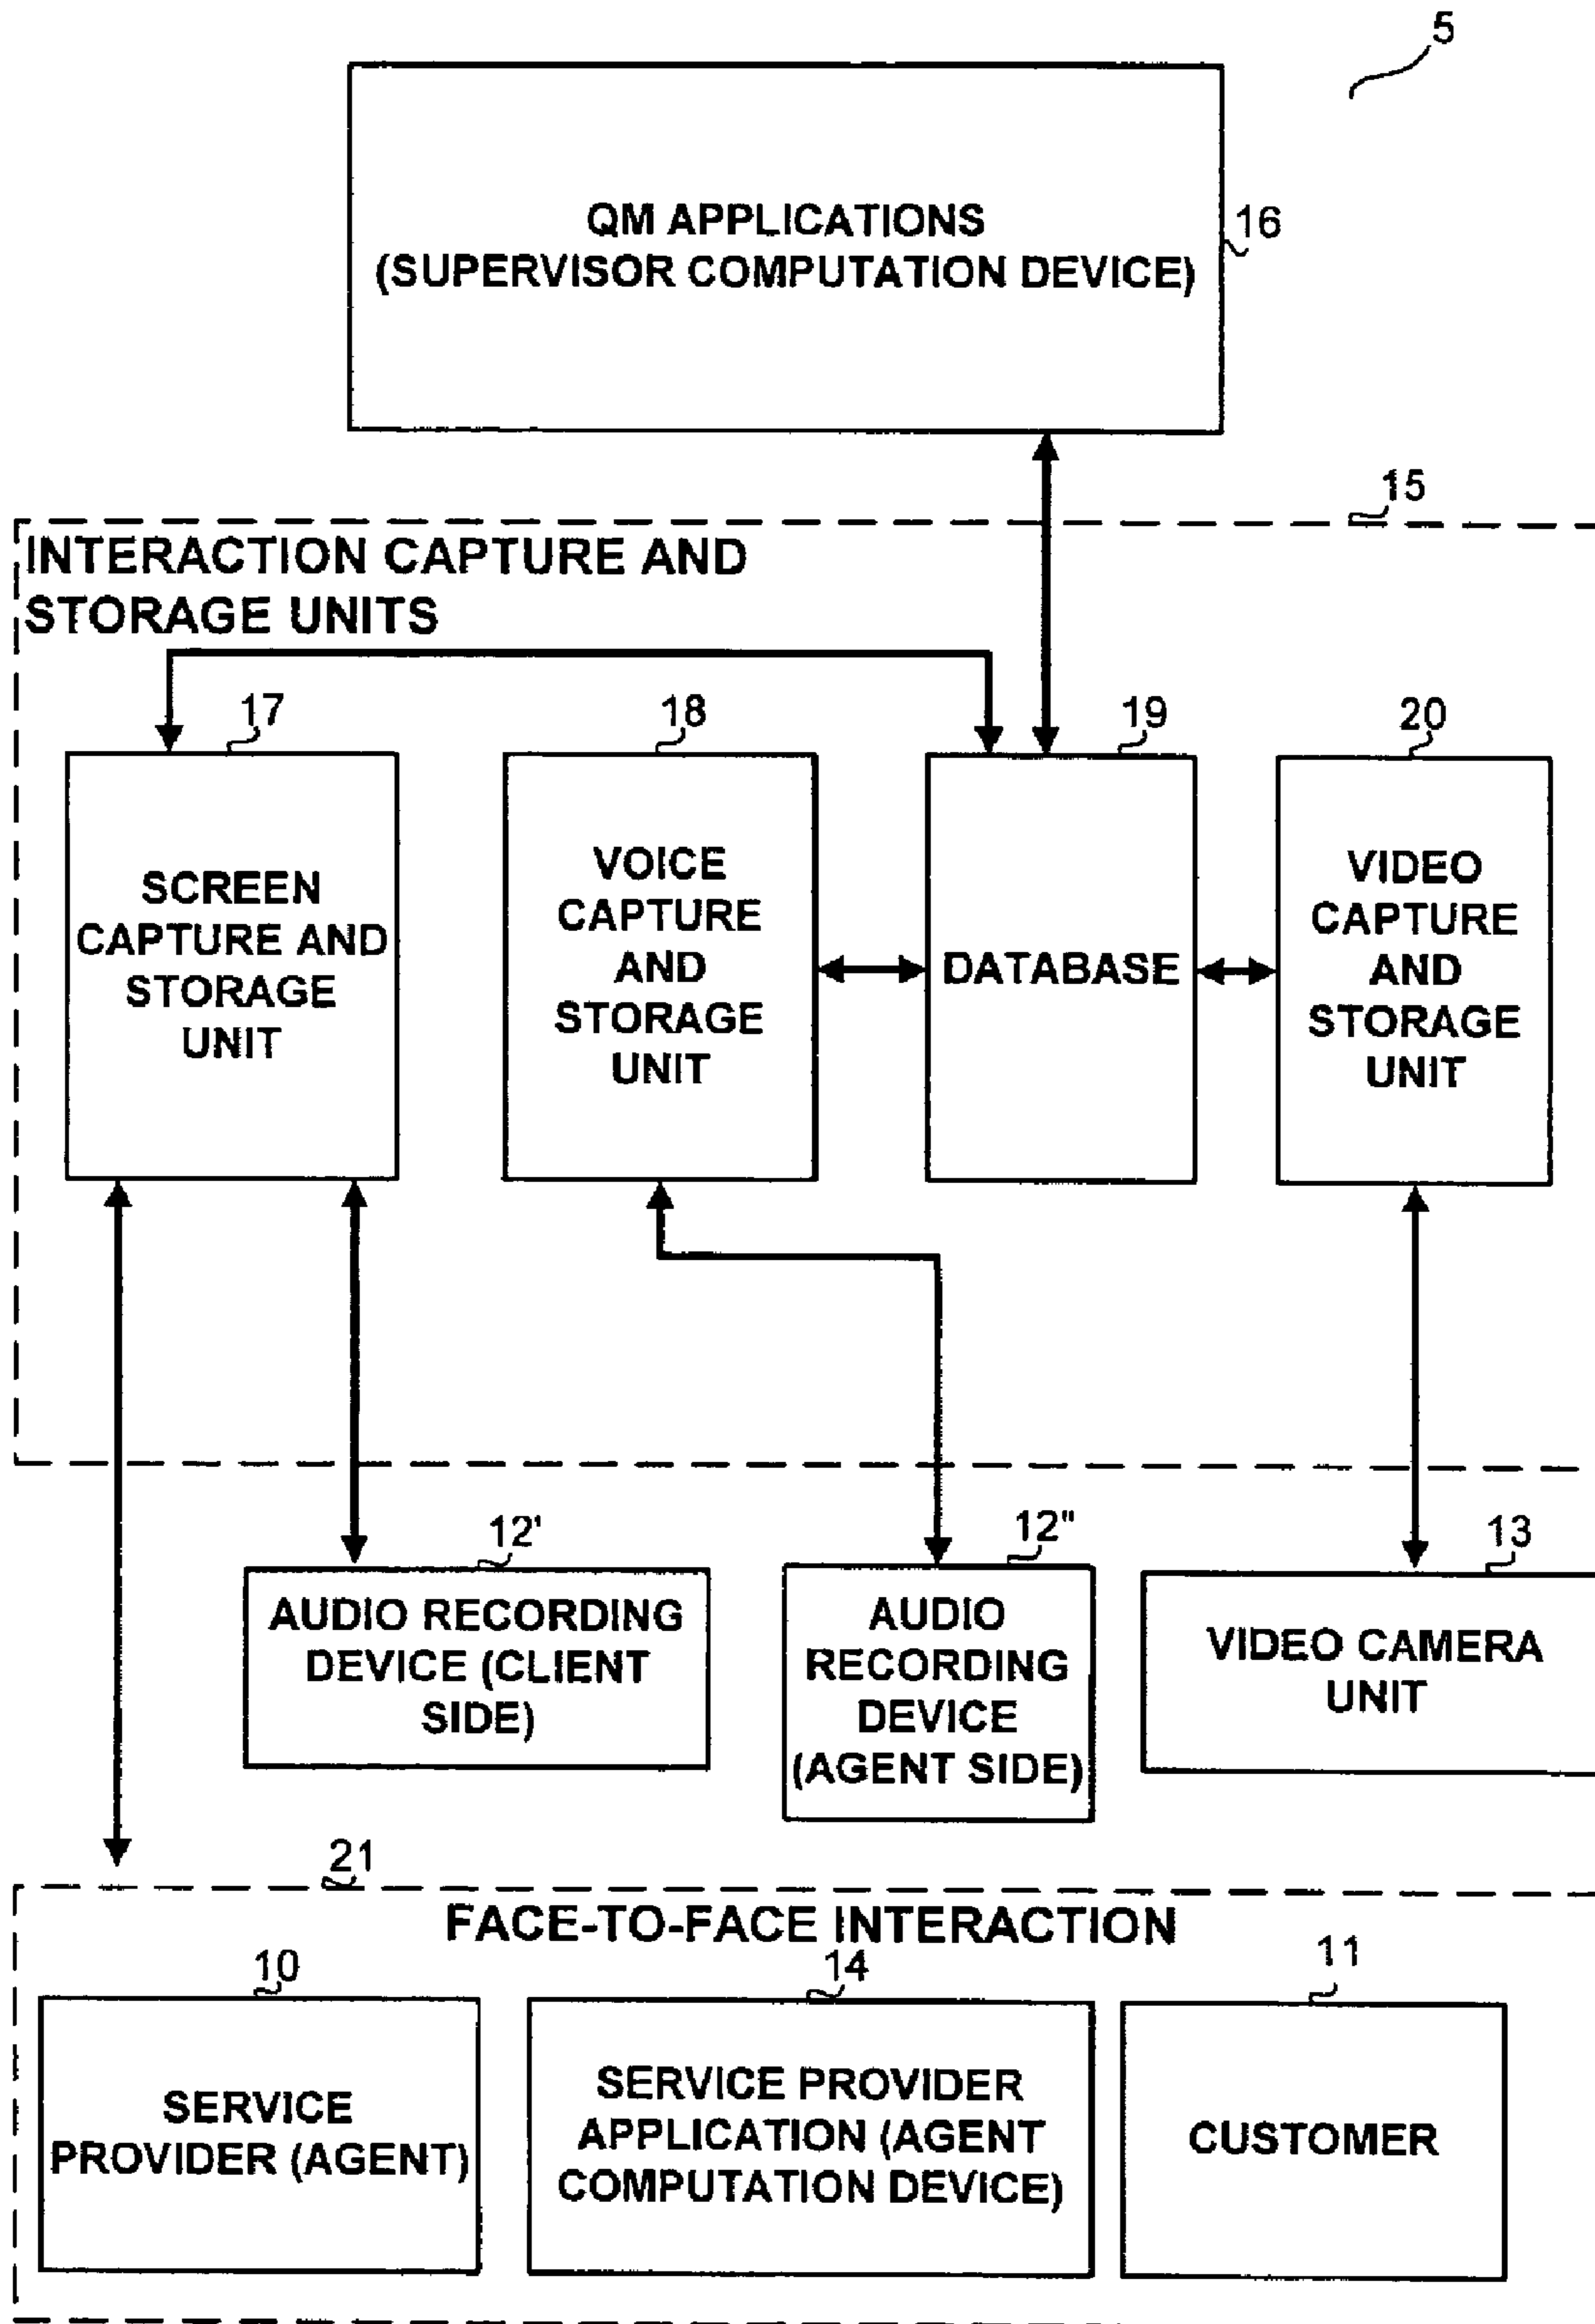 5
QM APPLICATIONS
(SUPERVISOR COMPUTATION DEVICE)
16
15
INTERACTION CAPTURE AND
STORAGE UNITS
17
SCREEN
CAPTURE AND
STORAGE
UNIT
18
VOICE
CAPTURE
AND
STORAGE
UNIT
19
DATABASE
20
VIDEO
CAPTURE
AND
STORAGE
UNIT
12'
AUDIO RECORDING
DEVICE (CLIENT
SIDE)
12"
AUDIO
RECORDING
DEVICE
(AGENT SIDE)
13
VIDEO CAMERA
UNIT
21
FACE-TO-FACE INTERACTION
10
SERVICE
PROVIDER (AGENT)
14
SERVICE PROVIDER
APPLICATION (AGENT
COMPUTATION DEVICE)
11
CUSTOMER